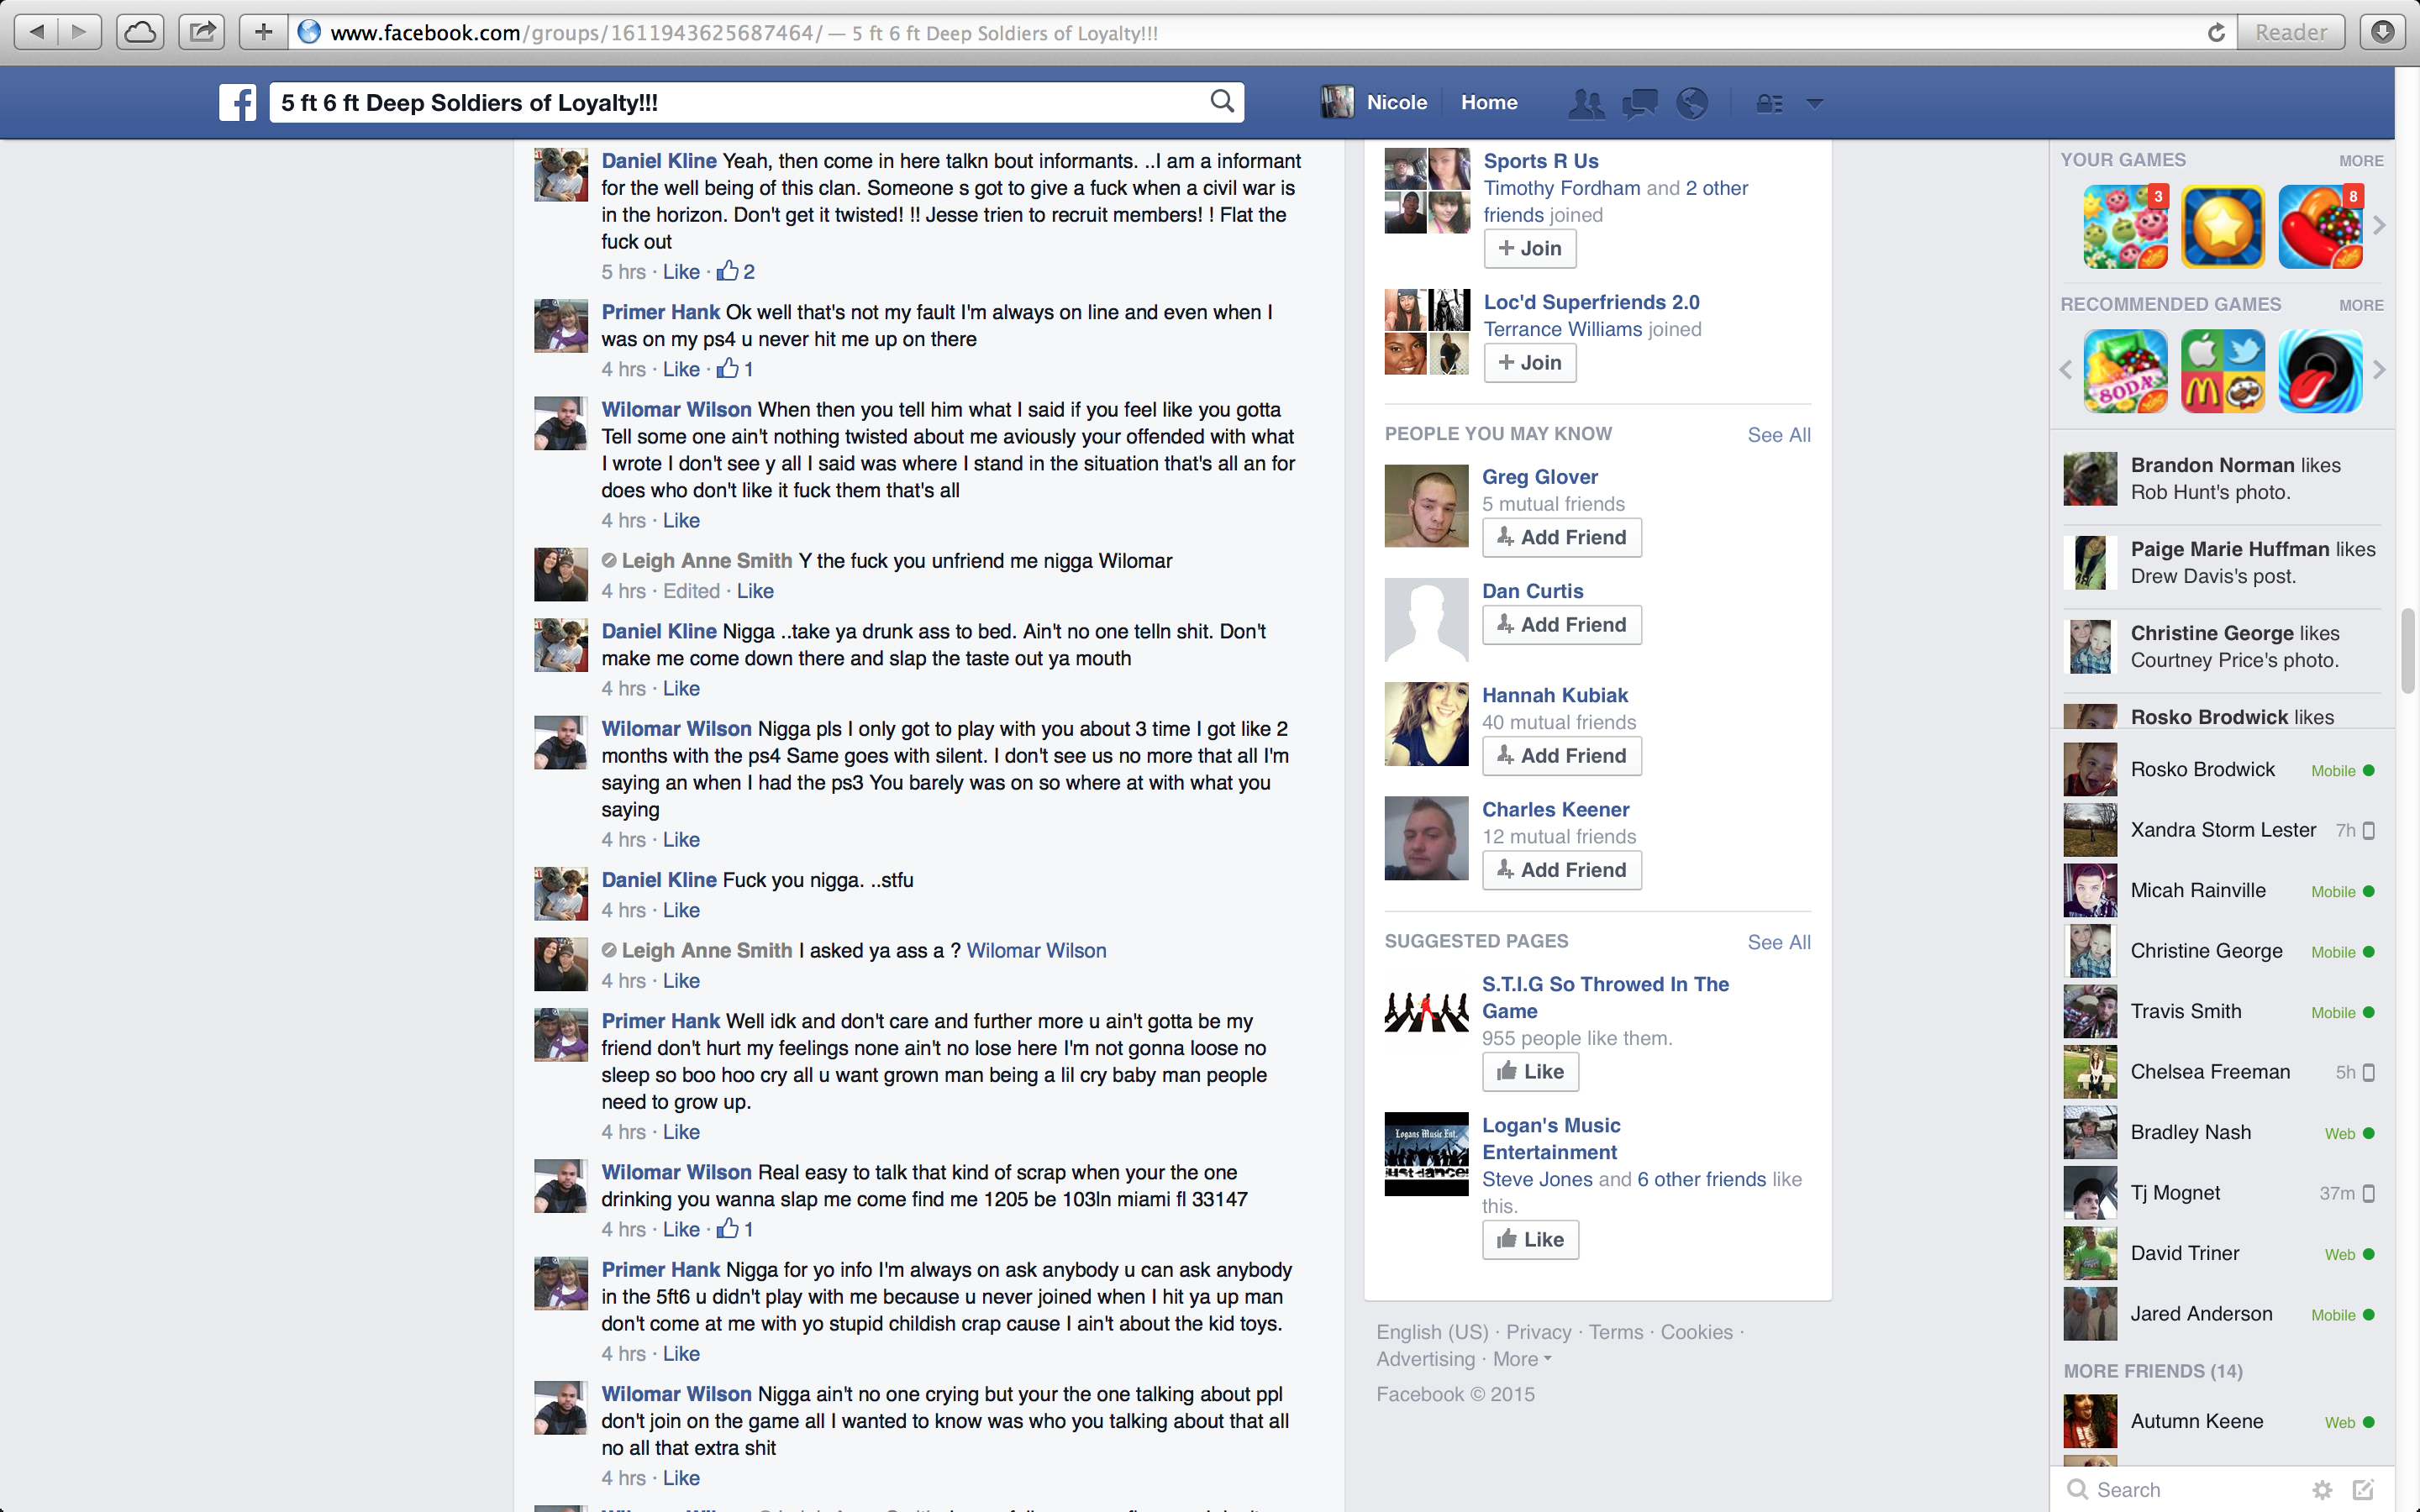 www.facebook.com/groups/1611943625687464/ — 5 ft 6 ft Deep Soldiers of Loyalty!!!
Reader
5 ft 6 ft Deep Soldiers of Loyalty!!!
Nicole
Home
Daniel Kline Yeah, then come in here talkn bout informants. ..I am a informant
for the well being of this clan. Someone s got to give a fuck when a civil war is
in the horizon. Don't get it twisted! !! Jesse trien to recruit members! ! Flat the
fuck out
5 hrs · Like · 2
Primer Hank Ok well that's not my fault I'm always on line and even when I
was on my ps4 u never hit me up on there
4 hrs · Like · 1
Wilomar Wilson When then you tell him what I said if you feel like you gotta
Tell some one ain't nothing twisted about me aviously your offended with what
I wrote I don't see y all I said was where I stand in the situation that's all an for
does who don't like it fuck them that's all
4 hrs · Like
Leigh Anne Smith Y the fuck you unfriend me nigga Wilomar
4 hrs · Edited · Like
Daniel Kline Nigga ..take ya drunk ass to bed. Ain't no one telln shit. Don't
make me come down there and slap the taste out ya mouth
4 hrs · Like
Wilomar Wilson Nigga pls I only got to play with you about 3 time I got like 2
months with the ps4 Same goes with silent. I don't see us no more that all I'm
saying an when I had the ps3 You barely was on so where at with what you
saying
4 hrs · Like
Daniel Kline Fuck you nigga. ..stfu
4 hrs · Like
Leigh Anne Smith I asked ya ass a ? Wilomar Wilson
4 hrs · Like
Primer Hank Well idk and don't care and further more u ain't gotta be my
friend don't hurt my feelings none ain't no lose here I'm not gonna loose no
sleep so boo hoo cry all u want grown man being a lil cry baby man people
need to grow up.
4 hrs · Like
Wilomar Wilson Real easy to talk that kind of scrap when your the one
drinking you wanna slap me come find me 1205 be 103ln miami fl 33147
4 hrs · Like · 1
Primer Hank Nigga for yo info I'm always on ask anybody u can ask anybody
in the 5ft6 u didn't play with me because u never joined when I hit ya up man
don't come at me with yo stupid childish crap cause I ain't about the kid toys.
4 hrs · Like
Wilomar Wilson Nigga ain't no one crying but your the one talking about ppl
don't join on the game all I wanted to know was who you talking about that all
no all that extra shit
4 hrs · Like
Sports R Us
Timothy Fordham and 2 other
friends joined
+ Join
Loc'd Superfriends 2.0
Terrance Williams joined
+ Join
PEOPLE YOU MAY KNOW See All
Greg Glover
5 mutual friends
Add Friend
Dan Curtis
Add Friend
Hannah Kubiak
40 mutual friends
Add Friend
Charles Keener
12 mutual friends
Add Friend
SUGGESTED PAGES See All
S.T.I.G So Throwed In The
Game
955 people like them.
Like
Logans Music Ent.
just dance
Logan's Music
Entertainment
Steve Jones and 6 other friends like
this.
Like
English (US) · Privacy · Terms · Cookies ·
Advertising · More
Facebook © 2015
YOUR GAMES MORE
3
8
RECOMMENDED GAMES MORE
SODA
Brandon Norman likes
Rob Hunt's photo.
Paige Marie Huffman likes
Drew Davis's post.
Christine George likes
Courtney Price's photo.
Rosko Brodwick likes
Rosko Brodwick Mobile
Xandra Storm Lester 7h
Micah Rainville Mobile
Christine George Mobile
Travis Smith Mobile
Chelsea Freeman 5h
Bradley Nash Web
Tj Mognet 37m
David Triner Web
Jared Anderson Mobile
MORE FRIENDS (14)
Autumn Keene Web
Search